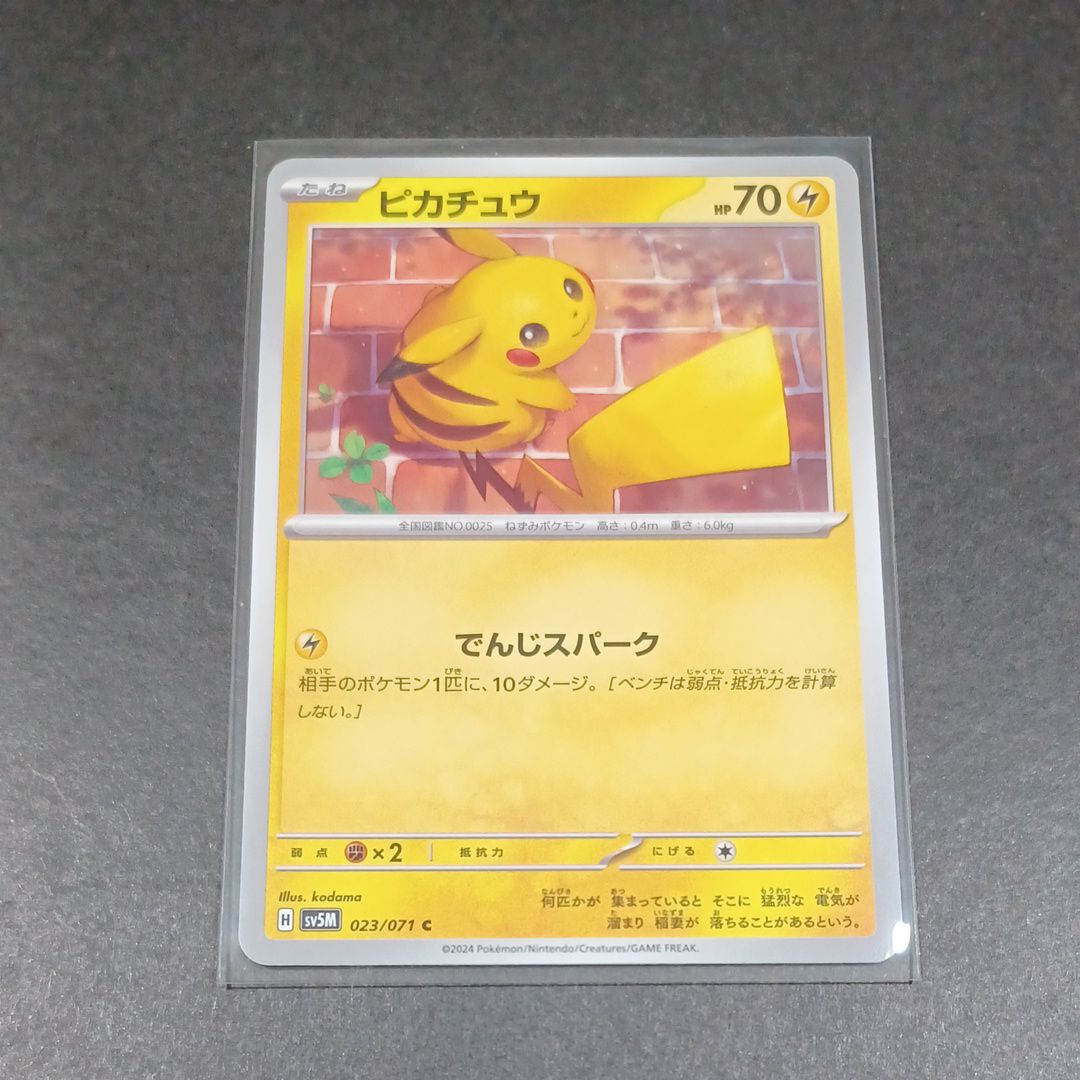 たね ピカチュウ HP70
全国図鑑NO.0025 ねずみポケモン 高さ:0.4m 重さ:6.0kg
でんじスパーク
相手のポケモン1匹に、10ダメージ。[ベンチは弱点・抵抗力を計算
しない。]
弱点 ×2 抵抗力 にげる
Illus. kodama
何匹かが 集まっていると そこに 猛烈な 電気が
溜まり 稲妻が 落ちることがあるという。
H SV5M 023/071 C
©2024 Pokémon/Nintendo/Creatures/GAME FREAK.